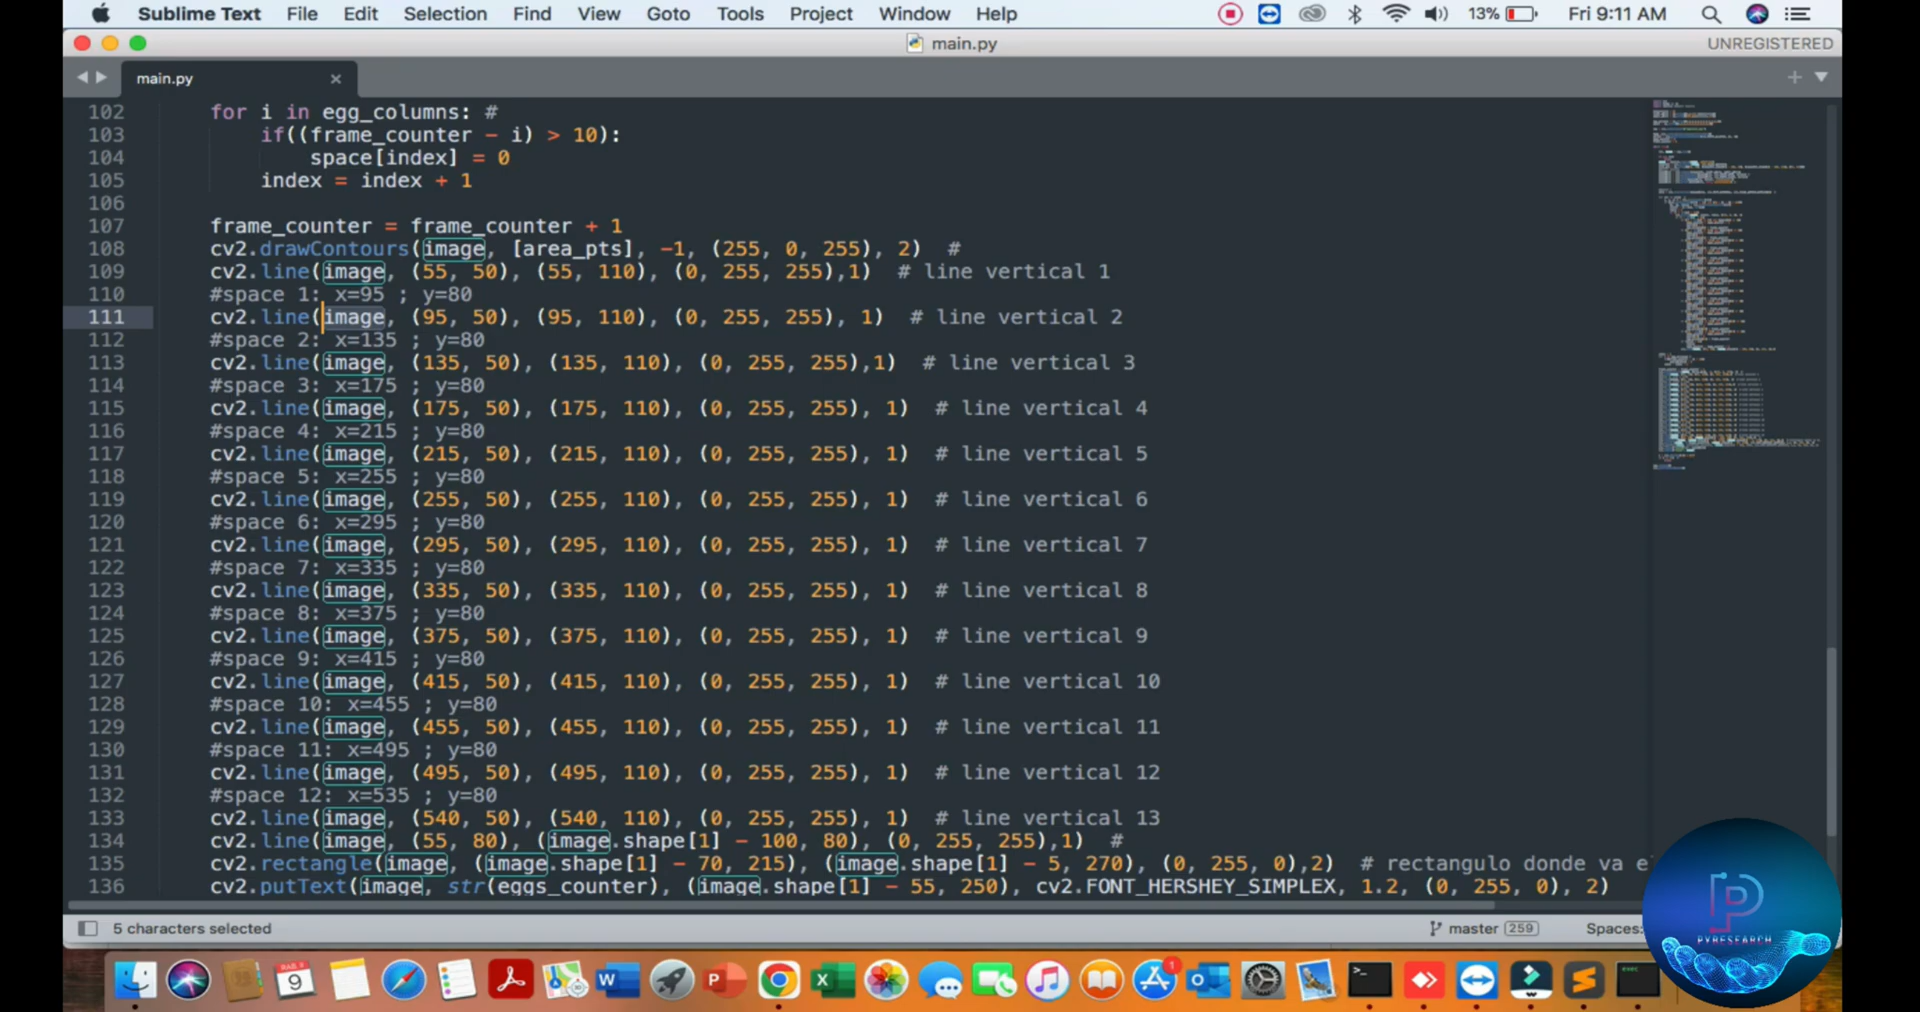 Sublime Text File Edit Selection Find View Goto Tools Project Window Help 13% Fri 9:11 AM
main.py UNREGISTERED
main.py
102 for i in egg_columns: #
103 if((frame_counter - i) > 10):
104 space[index] = 0
105 index = index + 1
106
107 frame_counter = frame_counter + 1
108 cv2.drawContours(image, [area_pts], -1, (255, 0, 255), 2) #
109 cv2.line(image, (55, 50), (55, 110), (0, 255, 255),1) # line vertical 1
110 #space 1: x=95 ; y=80
111 cv2.line(image, (95, 50), (95, 110), (0, 255, 255), 1) # line vertical 2
112 #space 2: x=135 ; y=80
113 cv2.line(image, (135, 50), (135, 110), (0, 255, 255),1) # line vertical 3
114 #space 3: x=175 ; y=80
115 cv2.line(image, (175, 50), (175, 110), (0, 255, 255), 1) # line vertical 4
116 #space 4: x=215 ; y=80
117 cv2.line(image, (215, 50), (215, 110), (0, 255, 255), 1) # line vertical 5
118 #space 5: x=255 ; y=80
119 cv2.line(image, (255, 50), (255, 110), (0, 255, 255), 1) # line vertical 6
120 #space 6: x=295 ; y=80
121 cv2.line(image, (295, 50), (295, 110), (0, 255, 255), 1) # line vertical 7
122 #space 7: x=335 ; y=80
123 cv2.line(image, (335, 50), (335, 110), (0, 255, 255), 1) # line vertical 8
124 #space 8: x=375 ; y=80
125 cv2.line(image, (375, 50), (375, 110), (0, 255, 255), 1) # line vertical 9
126 #space 9: x=415 ; y=80
127 cv2.line(image, (415, 50), (415, 110), (0, 255, 255), 1) # line vertical 10
128 #space 10: x=455 ; y=80
129 cv2.line(image, (455, 50), (455, 110), (0, 255, 255), 1) # line vertical 11
130 #space 11: x=495 ; y=80
131 cv2.line(image, (495, 50), (495, 110), (0, 255, 255), 1) # line vertical 12
132 #space 12: x=535 ; y=80
133 cv2.line(image, (540, 50), (540, 110), (0, 255, 255), 1) # line vertical 13
134 cv2.line(image, (55, 80), (image.shape[1] - 100, 80), (0, 255, 255),1) #
135 cv2.rectangle(image, (image.shape[1] - 70, 215), (image.shape[1] - 5, 270), (0, 255, 0),2) # rectangulo donde va e
136 cv2.putText(image, str(eggs_counter), (image.shape[1] - 55, 250), cv2.FONT_HERSHEY_SIMPLEX, 1.2, (0, 255, 0), 2)
5 characters selected master 259 Spaces:
PYRESEARCH